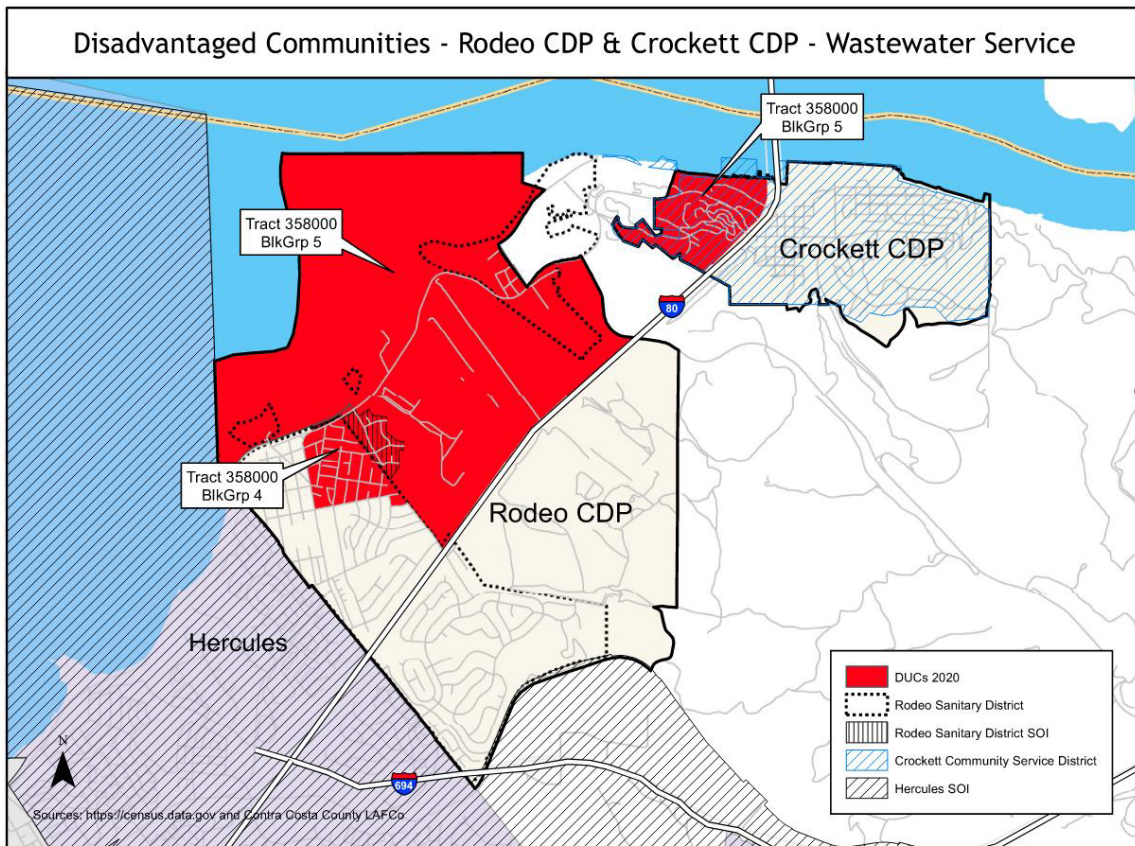 Disadvantaged Communities - Rodeo CDP & Crockett CDP - Wastewater Service
Tract 358000
BlkGrp 5
Tract 358000
BlkGrp 5
Crockett CDP
80
Tract 358000
BlkGrp 4
Rodeo CDP
Hercules
DUCs 2020
Rodeo Sanitary District
Rodeo Sanitary District SOI
Crockett Community Service District
Hercules SOI
N
694
Sources: https://census.data.gov and Contra Costa County LAFCo